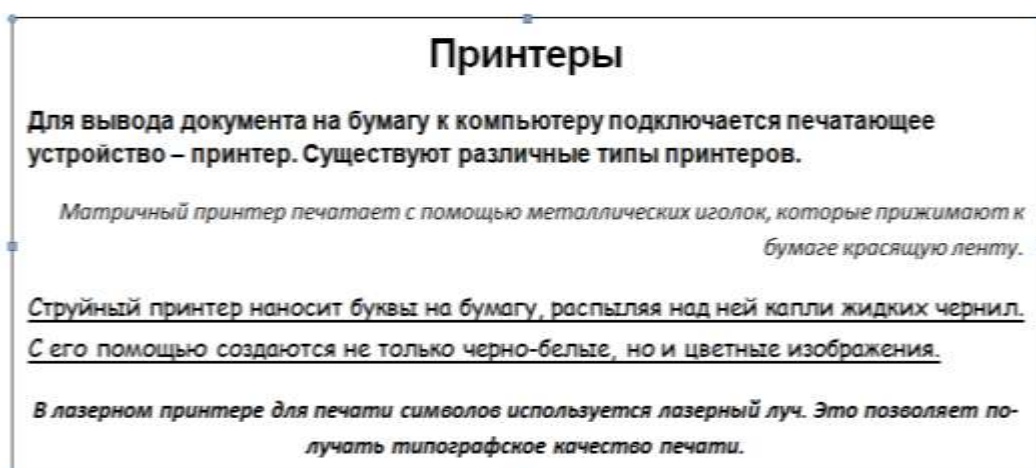 Принтеры
Для вывода документа на бумагу к компьютеру подключается печатающее
устройство – принтер. Существуют различные типы принтеров.
Матричный принтер печатает с помощью металлических иголок, которые прижимают к
бумаге красящую ленту.
Струйный принтер наносит буквы на бумагу, распыляя над ней капли жидких чернил.
С его помощью создаются не только черно-белые, но и цветные изображения.
В лазерном принтере для печати символов используется лазерный луч. Это позволяет по-
лучать типографское качество печати.